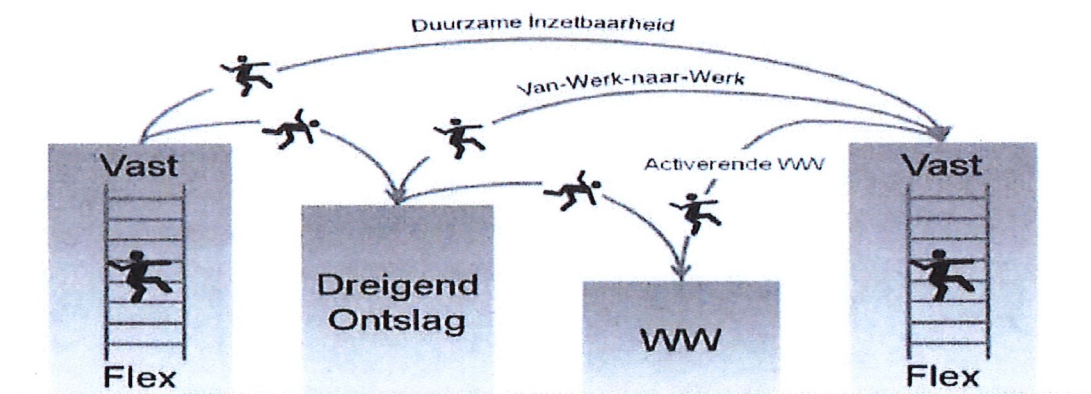 Duurzame Inzetbaarheid
Van-Werk-naar-Werk
Activerende WW
Vast
Flex
Dreigend
Ontslag
WW
Vast
Flex